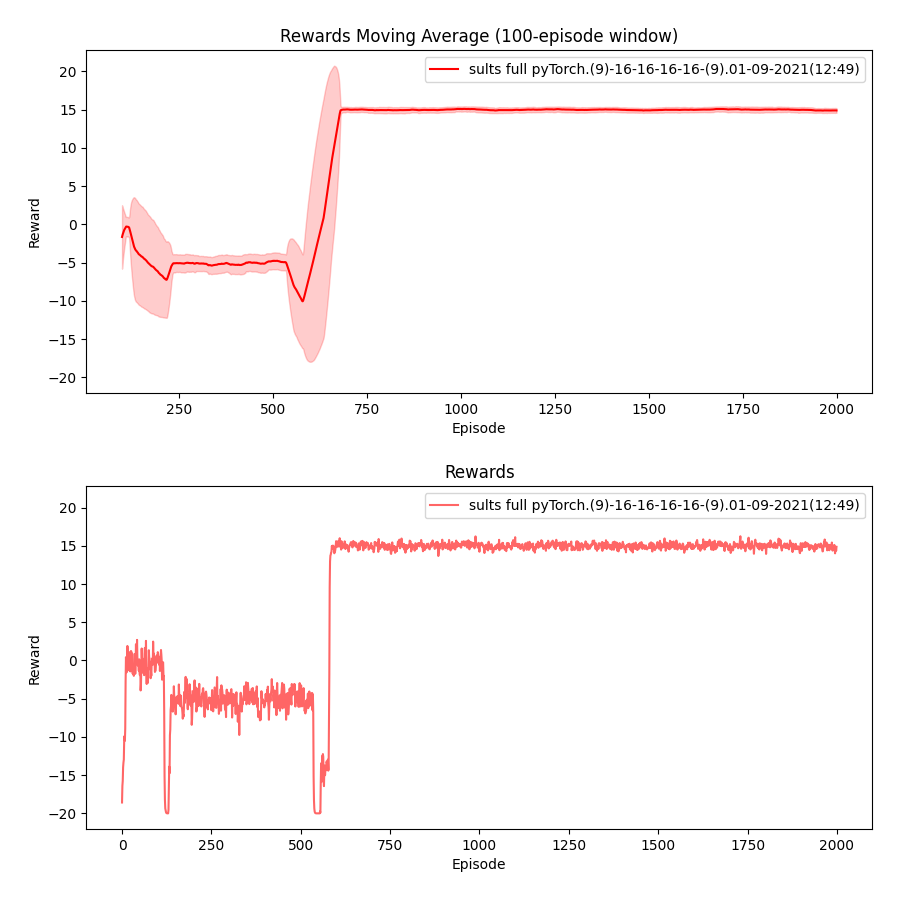 Rewards Moving Average (100-episode window)
sults full pyTorch.(9)-16-16-16-16-(9).01-09-2021(12:49)
20
15
10
5
0
−5
−10
−15
−20
Reward
250 500 750 1000 1250 1500 1750 2000
Episode
Rewards
sults full pyTorch.(9)-16-16-16-16-(9).01-09-2021(12:49)
20
15
10
5
0
−5
−10
−15
−20
Reward
0 250 500 750 1000 1250 1500 1750 2000
Episode